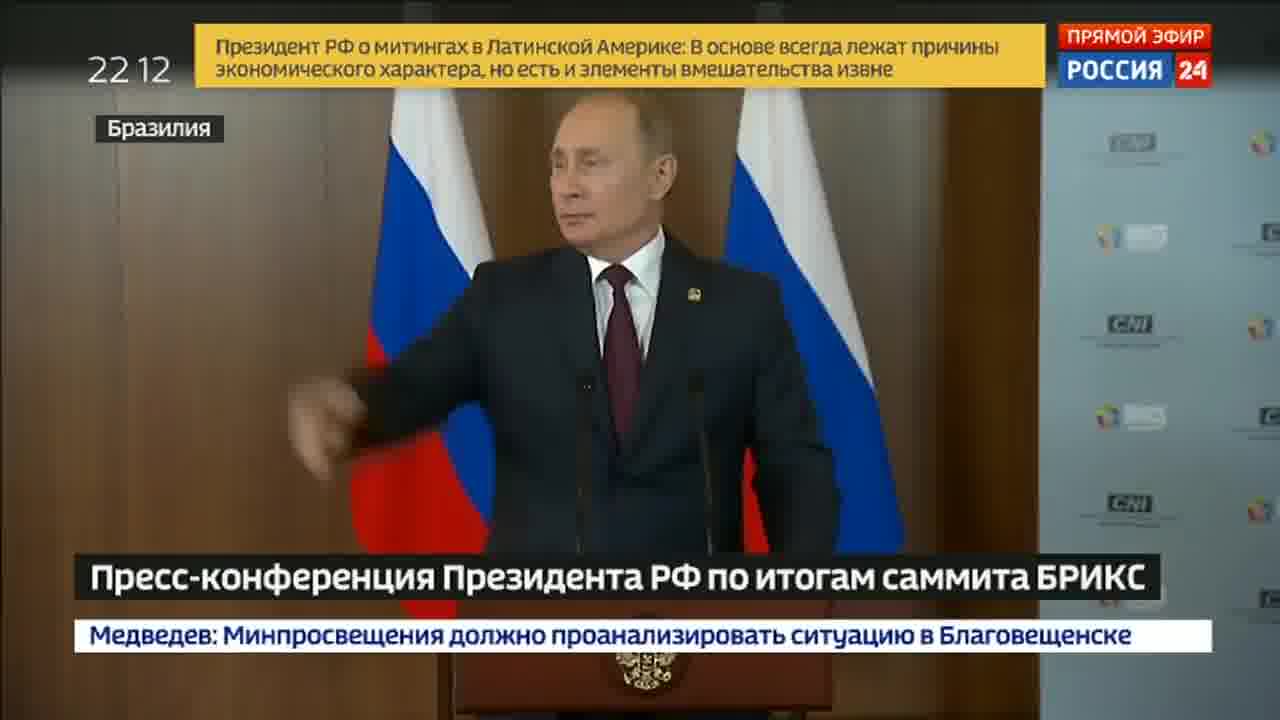 22 12
Президент РФ о митингах в Латинской Америке: В основе всегда лежат причины
экономического характера, но есть и элементы вмешательства извне
ПРЯМОЙ ЭФИР
РОССИЯ 24
Бразилия
CNI
CNI
CNI
Пресс-конференция Президента РФ по итогам саммита БРИКС
Медведев: Минпросвещения должно проанализировать ситуацию в Благовещенске